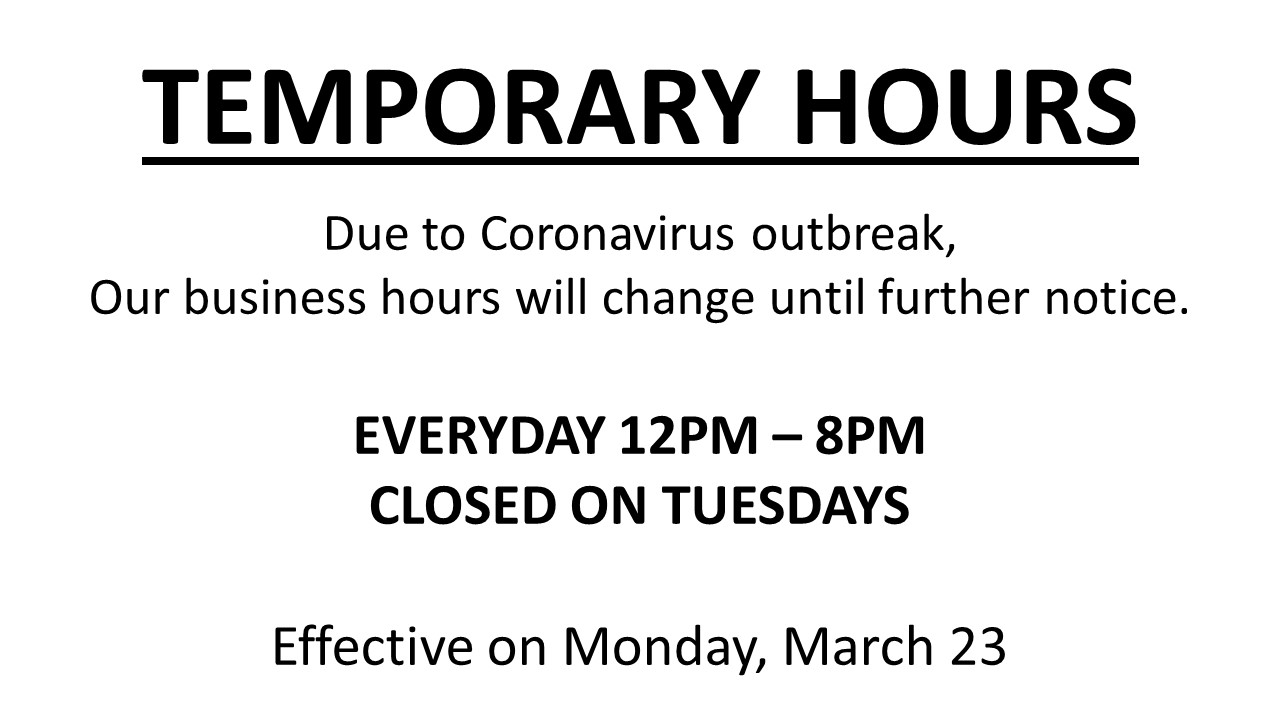 TEMPORARY HOURS
Due to Coronavirus outbreak,
Our business hours will change until further notice.
EVERYDAY 12PM – 8PM
CLOSED ON TUESDAYS
Effective on Monday, March 23